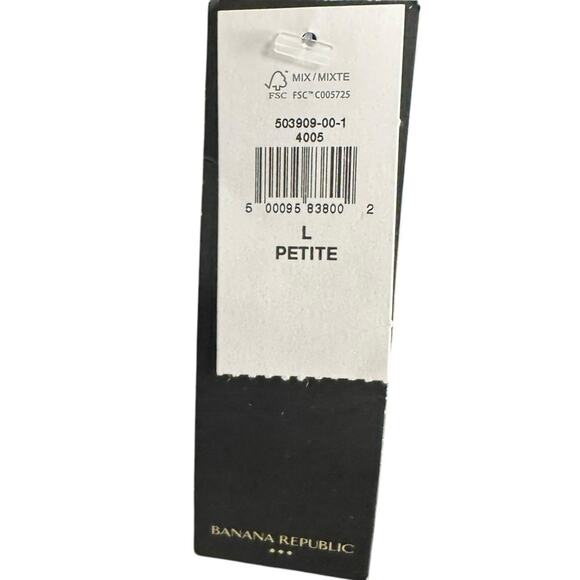 MIX / MIXTE
FSC FSC™ C005725
503909-00-1
4005
5 00095 83800 2
L
PETITE
BANANA REPUBLIC